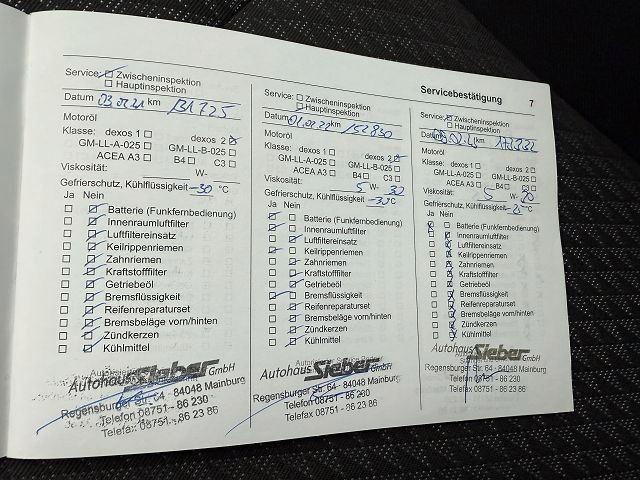 Servicebestätigung 7
Service: Zwischeninspektion
Hauptinspektion
Datum 03.02.21 km 131725
Motoröl
Klasse: dexos 1 dexos 2
GM-LL-A-025 GM-LL-B-025
ACEA A3 B4 C3
Viskosität: W-
Gefrierschutz, Kühlflüssigkeit -30 °C
Ja Nein
Batterie (Funkfernbedienung)
Innenraumluftfilter
Luftfiltereinsatz
Keilrippenriemen
Zahnriemen
Kraftstofffilter
Getriebeöl
Bremsflüssigkeit
Reifenreparaturset
Bremsbeläge vorn/hinten
Zündkerzen
Kühlmittel
Autohaus Sieber GmbH
Regensburger Str. 64 - 84048 Mainburg
Telefon 08751 - 86 230
Telefax 08751 - 86 23 86
Service: Zwischeninspektion
Hauptinspektion
Datum 01.02.22 km 152830
Motoröl
Klasse: dexos 1 dexos 2
GM-LL-A-025 GM-LL-B-025
ACEA A3 B4 C3
Viskosität: 5 W- 30
Gefrierschutz, Kühlflüssigkeit °C
Ja Nein
Batterie (Funkfernbedienung)
Innenraumluftfilter
Luftfiltereinsatz
Keilrippenriemen
Zahnriemen
Kraftstofffilter
Getriebeöl
Bremsflüssigkeit
Reifenreparaturset
Bremsbeläge vorn/hinten
Zündkerzen
Kühlmittel
Autohaus Sieber GmbH
Regensburger Str. 64 - 84048 Mainburg
Telefon 08751 - 86 230
Telefax 08751 - 86 23 86
Service: Zwischeninspektion
Hauptinspektion
Datum km
Motoröl
Klasse: dexos 1 dexos 2
GM-LL-A-025 GM-LL-B-025
ACEA A3 B4 C3
Viskosität: 5 W-
Gefrierschutz, Kühlflüssigkeit °C
Ja Nein
Batterie (Funkfernbedienung)
Innenraumluftfilter
Luftfiltereinsatz
Keilrippenriemen
Zahnriemen
Kraftstofffilter
Getriebeöl
Bremsflüssigkeit
Reifenreparaturset
Bremsbeläge vorn/hinten
Zündkerzen
Kühlmittel
Autohaus Sieber GmbH
Regensburger Str. 64 - 84048 Mainburg
Telefon 08751 - 86 230
Telefax 08751 - 86 23 86